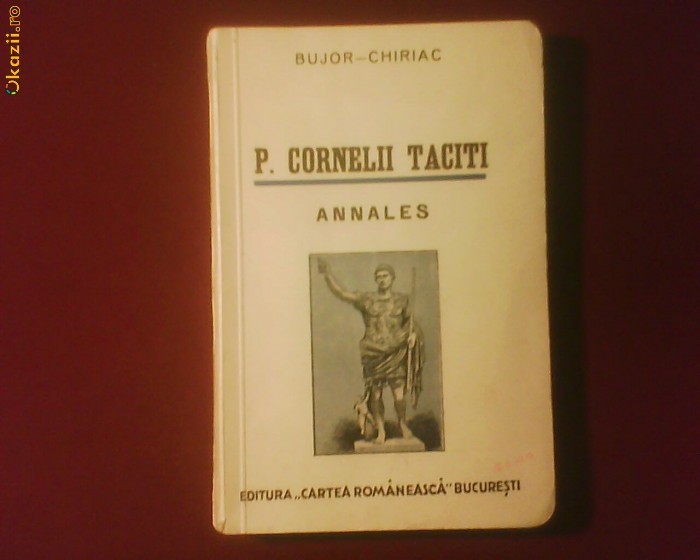 Okazii.ro
BUJOR-CHIRIAC
P. CORNELII TACITI
ANNALES
EDITURA „CARTEA ROMÂNEASCĂ” BUCUREȘTI